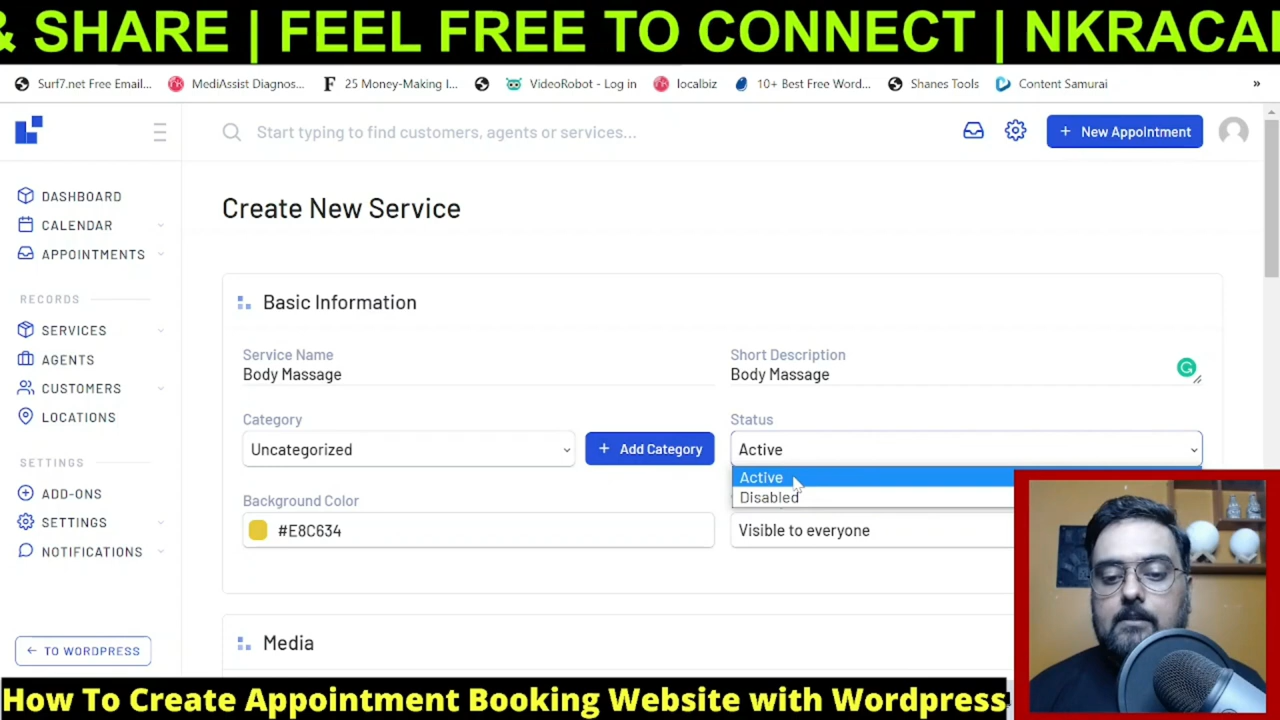 & SHARE | FEEL FREE TO CONNECT | NKRACA
Surf7.net Free Email... MediAssist Diagnos... 25 Money-Making I... VideoRobot - Log in localbiz 10+ Best Free Word... Shanes Tools Content Samurai »
Start typing to find customers, agents or services... + New Appointment
DASHBOARD
CALENDAR
APPOINTMENTS
RECORDS
SERVICES
AGENTS
CUSTOMERS
LOCATIONS
SETTINGS
ADD-ONS
SETTINGS
NOTIFICATIONS
← TO WORDPRESS
Create New Service
Basic Information
Service Name
Body Massage
Short Description
Body Massage
Category
Uncategorized
+ Add Category
Status
Active
Active
Disabled
Background Color
#E8C634
Visible to everyone
Media
How To Create Appointment Booking Website with Wordpress